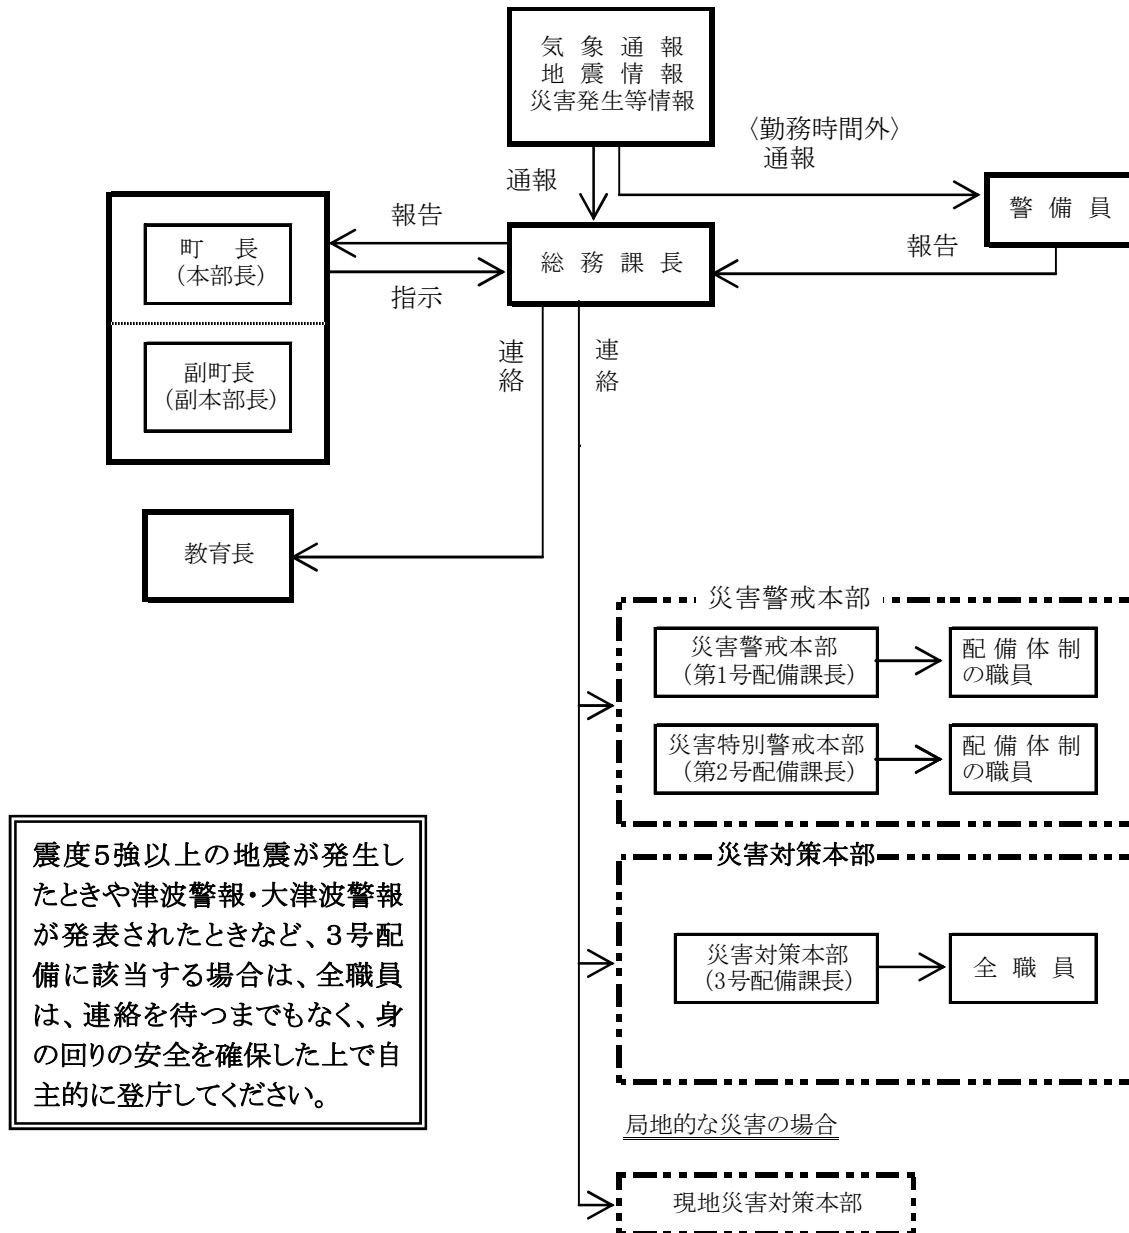 気象通報
地震情報
災害発生等情報
〈勤務時間外〉
通報
通報
警備員
報告
総務課長
報告
指示
町長
(本部長)
副町長
(副本部長)
連絡
連絡
教育長
災害警戒本部
災害警戒本部
(第1号配備課長)
配備体制
の職員
災害特別警戒本部
(第2号配備課長)
配備体制
の職員
震度5強以上の地震が発生し
たときや津波警報・大津波警報
が発表されたときなど、3号配
備に該当する場合は、全職員
は、連絡を待つまでもなく、身
の回りの安全を確保した上で自
主的に登庁してください。
災害対策本部
災害対策本部
(3号配備課長)
全職員
局地的な災害の場合
現地災害対策本部